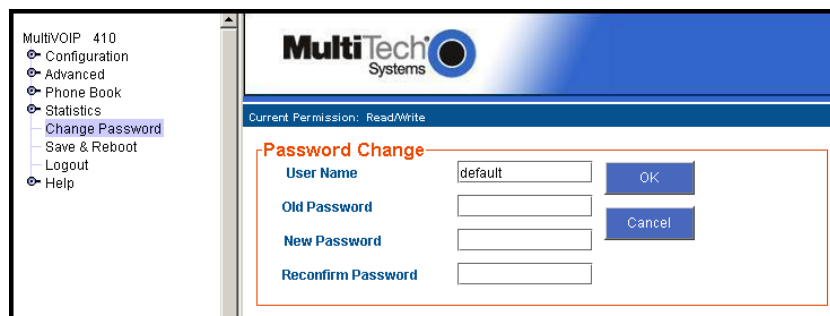 MultiVOIP 410
Configuration
Advanced
Phone Book
Statistics
Change Password
Save & Reboot
Logout
Help
MultiTech
Systems
Current Permission: Read/Write
Password Change
User Name default OK
Old Password
Cancel
New Password
Reconfirm Password